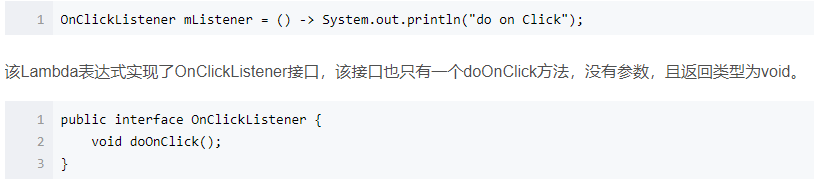 1 OnClickListener mListener = () -> System.out.println("do on Click");
该Lambda表达式实现了OnClickListener接口，该接口也只有一个doOnClick方法，没有参数，且返回类型为void。
1 public interface OnClickListener {
2     void doOnClick();
3 }